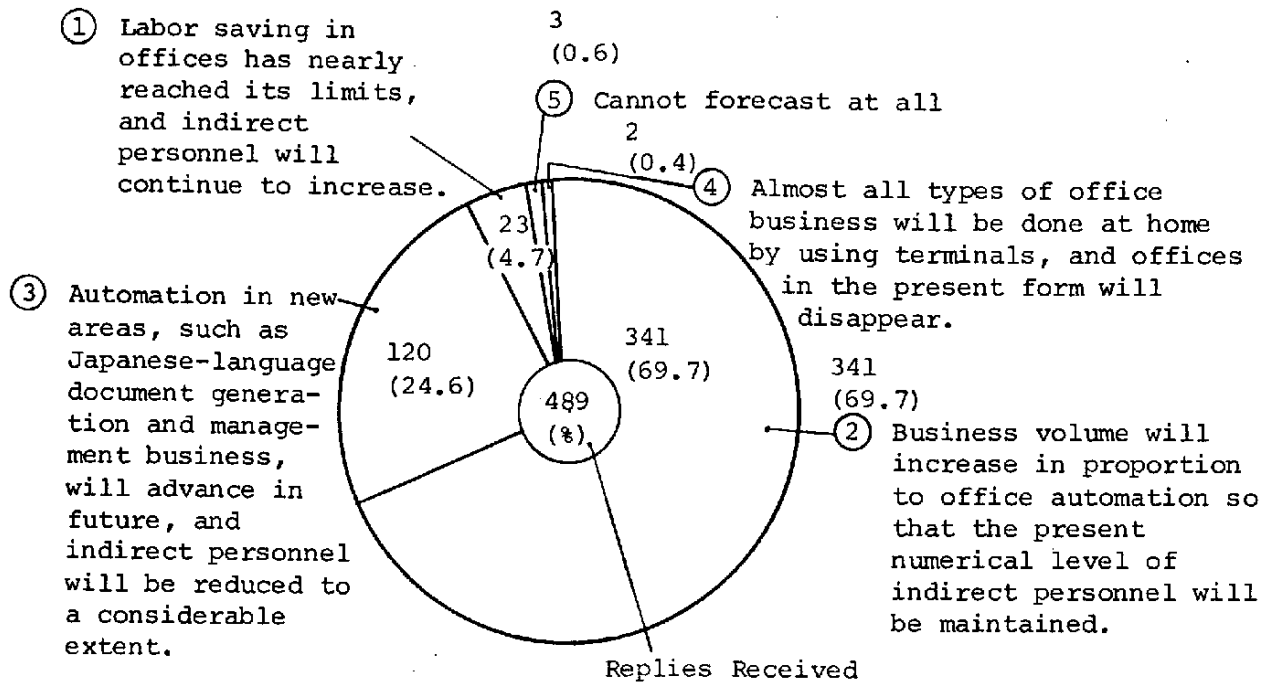 ① Labor saving in
offices has nearly
reached its limits,
and indirect
personnel will
continue to increase.
3
(0.6)
⑤ Cannot forecast at all
2
(0.4)
④ Almost all types of office
business will be done at home
by using terminals, and offices
in the present form will
disappear.
23
(4.7)
③ Automation in new
areas, such as
Japanese-language
document genera-
tion and manage-
ment business,
will advance in
future, and
indirect personnel
will be reduced to
a considerable
extent.
120
(24.6)
341
(69.7)
489
(%)
341
(69.7)
② Business volume will
increase in proportion
to office automation so
that the present
numerical level of
indirect personnel will
be maintained.
Replies Received